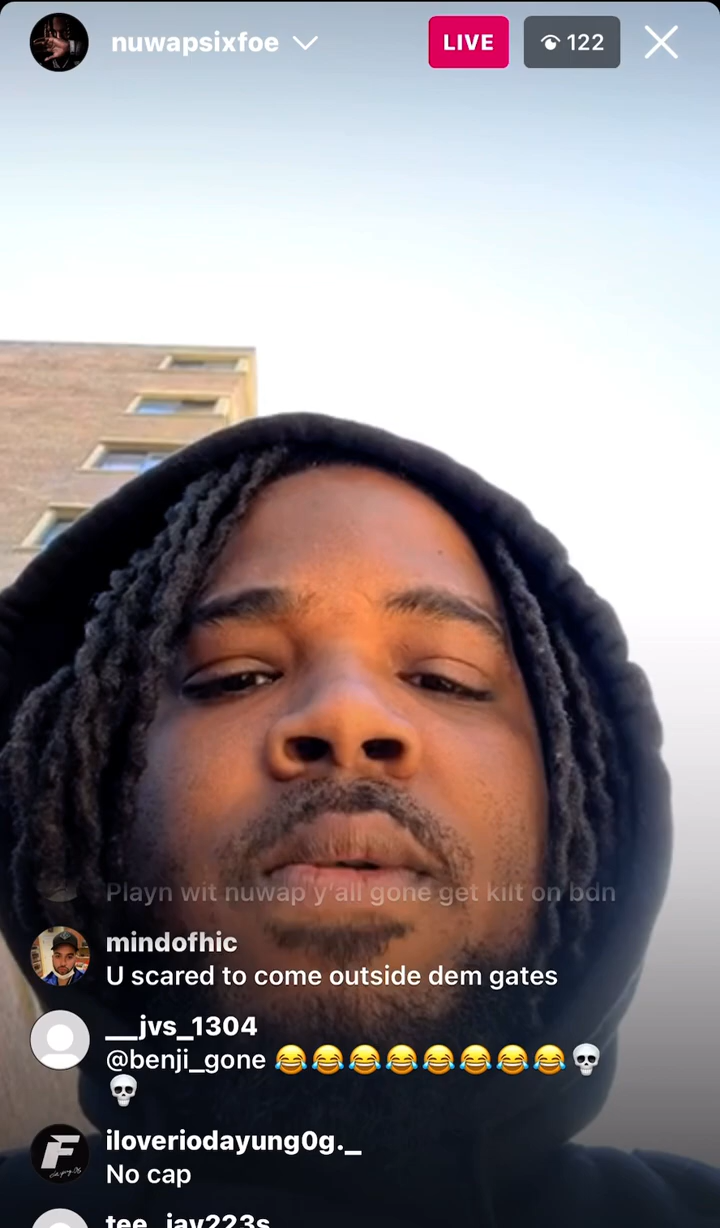 nuwapsixfoe
LIVE
122
Playn wit nuwap y'all gone get kilt on bdn
mindofhic
U scared to come outside dem gates
__jvs_1304
@benji_gone 😂😂😂😂😂😂😂😂💀
💀
iloveriodayung0g._
No cap
tee_jay223s